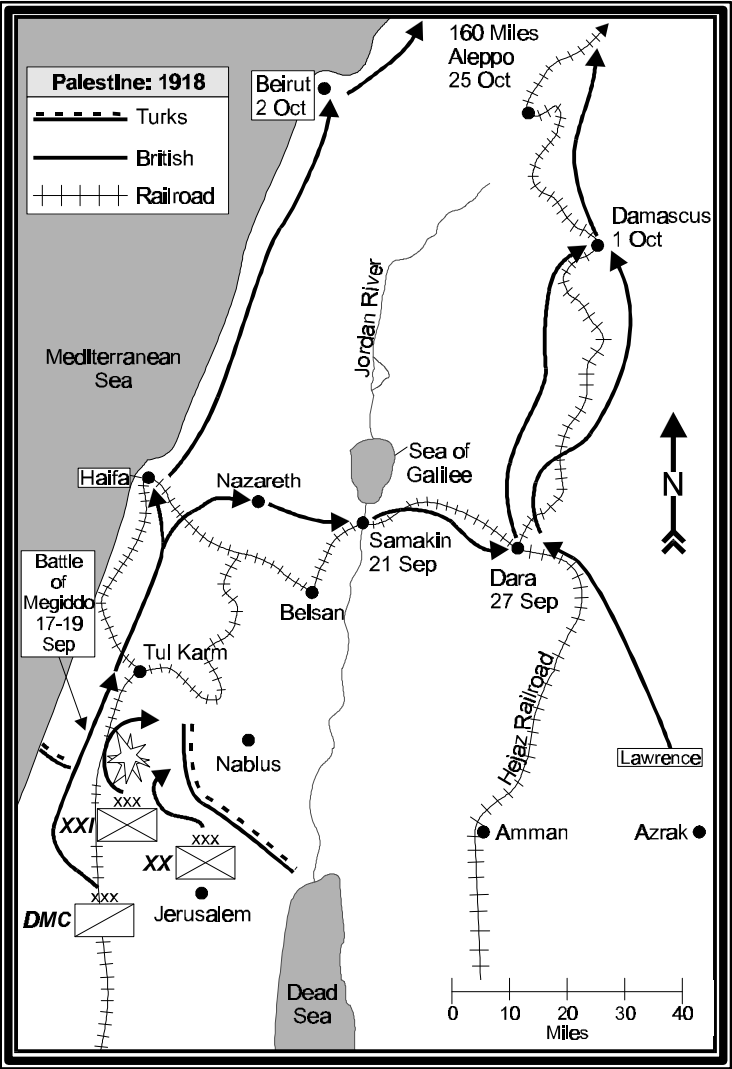 160 Miles
Aleppo
25 Oct
Palestine: 1918
Turks
British
Railroad
Beirut
2 Oct
Damascus
1 Oct
Jordan River
Mediterranean
Sea
Sea of
Galilee
Haifa
Nazareth
N
Samakin
21 Sep
Dara
27 Sep
Battle
of
Megiddo
17-19
Sep
Belsan
Tul Karm
Hejaz Railroad
Nablus
Lawrence
xxx
XXI
xxx
XX
Amman
Azrak
xxx
DMC
Jerusalem
Dead
Sea
0 10 20 30 40
Miles